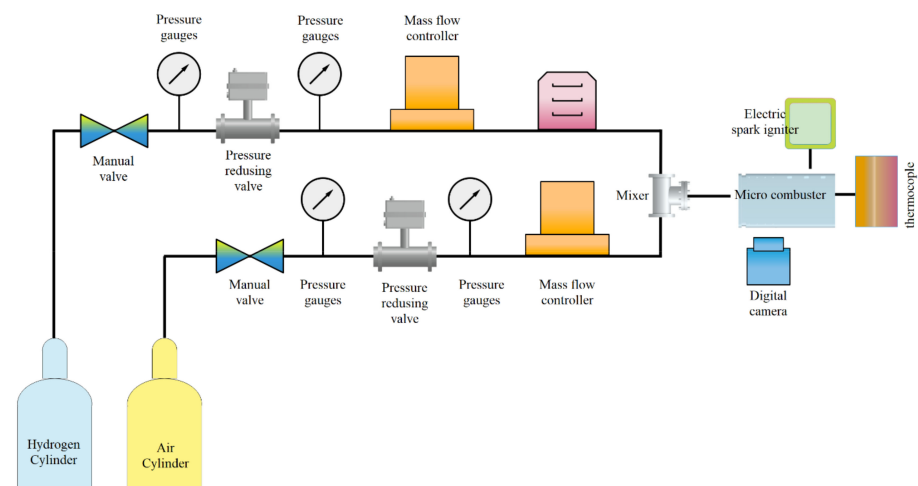 Pressure
gauges
Pressure
gauges
Mass flow
controller
Electric
spark igniter
Manual
valve
Pressure
redusing
valve
Mixer
Micro combuster
thermocople
Manual
valve
Pressure
gauges
Pressure
redusing
valve
Pressure
gauges
Mass flow
controller
Digital
camera
Hydrogen
Cylinder
Air
Cylinder